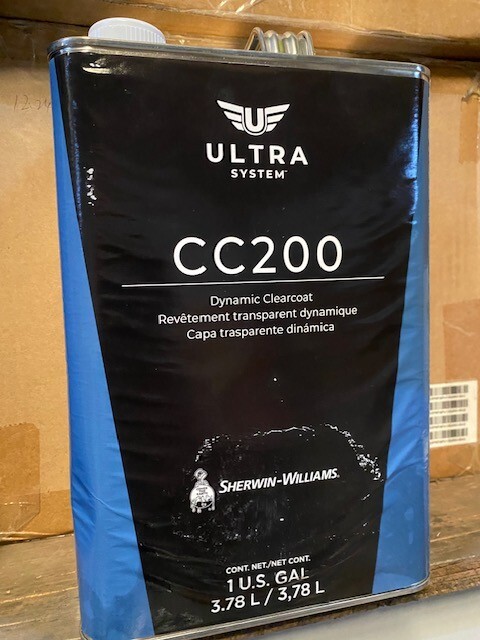 U
ULTRA
SYSTEM™
CC200
Dynamic Clearcoat
Revêtement transparent dynamique
Capa trasparente dinámica
SHERWIN-WILLIAMS®
CONT. NET./NET CONT.
1 U.S. GAL
3.78 L / 3,78 L